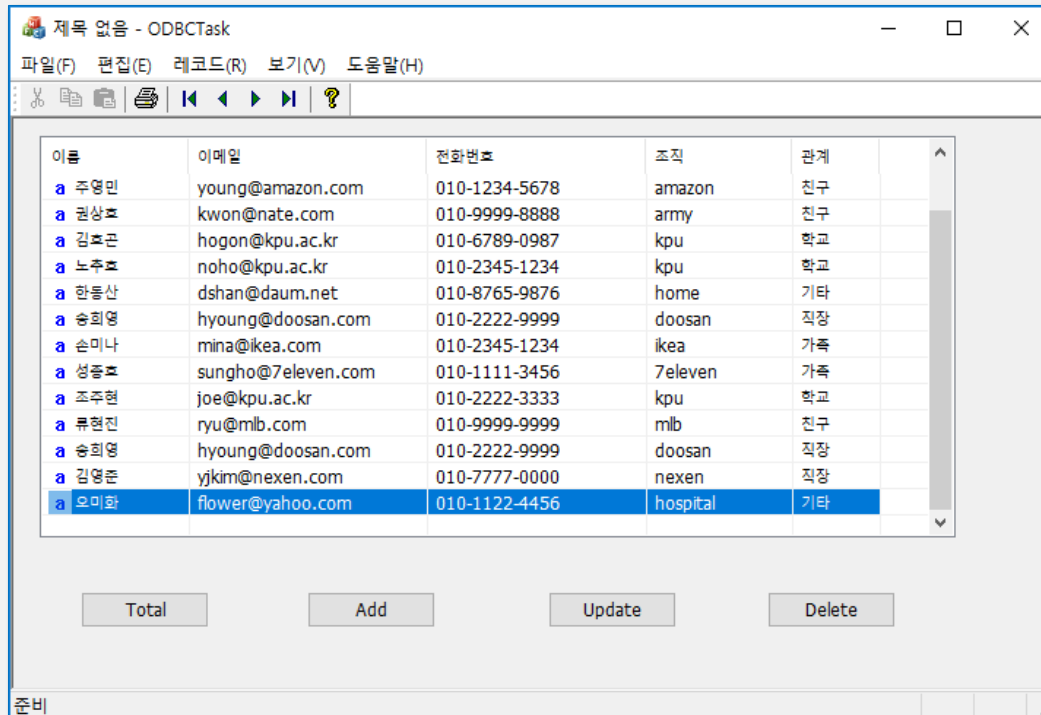 제목 없음 - ODBCTask
파일(F) 편집(E) 레코드(R) 보기(V) 도움말(H)
이름 이메일 전화번호 조직 관계
a 주영민 young@amazon.com 010-1234-5678 amazon 친구
a 권상호 kwon@nate.com 010-9999-8888 army 친구
a 김호곤 hogon@kpu.ac.kr 010-6789-0987 kpu 학교
a 노추호 noho@kpu.ac.kr 010-2345-1234 kpu 학교
a 한동산 dshan@daum.net 010-8765-9876 home 기타
a 송희영 hyoung@doosan.com 010-2222-9999 doosan 직장
a 손미나 mina@ikea.com 010-2345-1234 ikea 가족
a 성종호 sungho@7eleven.com 010-1111-3456 7eleven 가족
a 조주현 joe@kpu.ac.kr 010-2222-3333 kpu 학교
a 류현진 ryu@mlb.com 010-9999-9999 mlb 친구
a 송희영 hyoung@doosan.com 010-2222-9999 doosan 직장
a 김영준 yjkim@nexen.com 010-7777-0000 nexen 직장
a 오미화 flower@yahoo.com 010-1122-4456 hospital 기타
Total Add Update Delete
준비